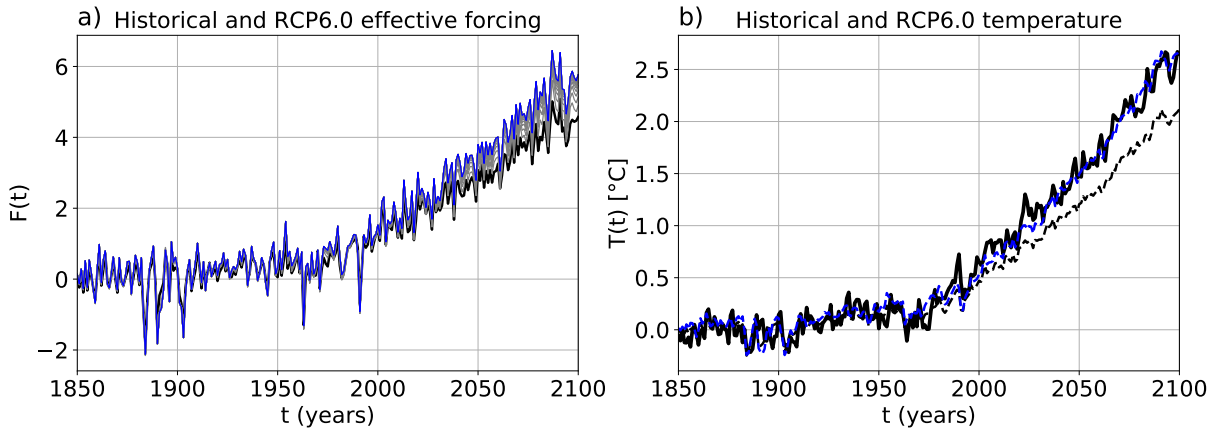 a) Historical and RCP6.0 effective forcing
F(t)
6
4
2
0
−2
1850 1900 1950 2000 2050 2100
t (years)
b) Historical and RCP6.0 temperature
T(t) [°C]
2.5
2.0
1.5
1.0
0.5
0.0
1850 1900 1950 2000 2050 2100
t (years)